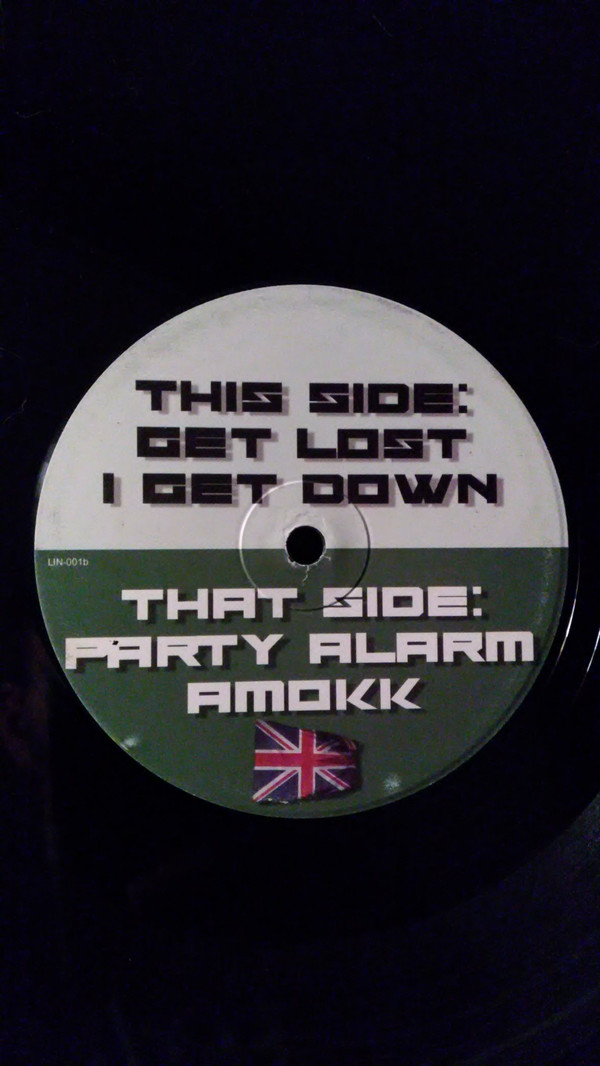 THIS SIDE:
GET LOST
I GET DOWN
LIN-001b
THAT SIDE:
PARTY ALARM
AMOKK